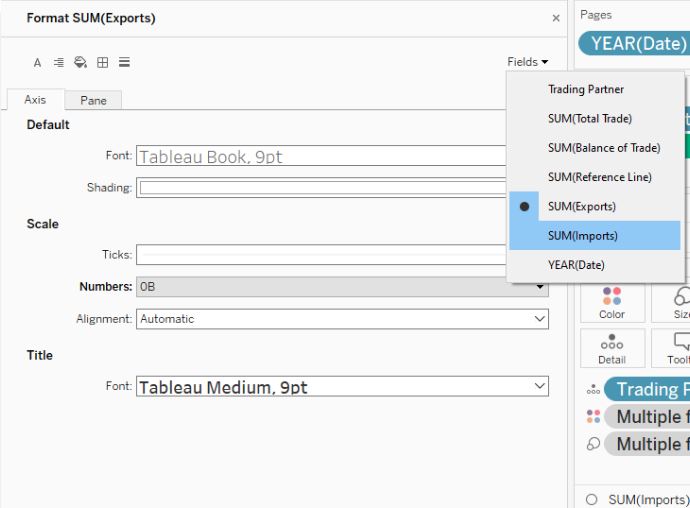 Format SUM(Exports)
Fields
Axis Pane
Default
Font: Tableau Book, 9pt
Shading:
Scale
Ticks:
Numbers: 0B
Alignment: Automatic
Title
Font: Tableau Medium, 9pt
Trading Partner
SUM(Total Trade)
SUM(Balance of Trade)
SUM(Reference Line)
SUM(Exports)
SUM(Imports)
YEAR(Date)
Pages
YEAR(Date)
Color
Detail
Trading P
Multiple f
Multiple f
SUM(Imports)